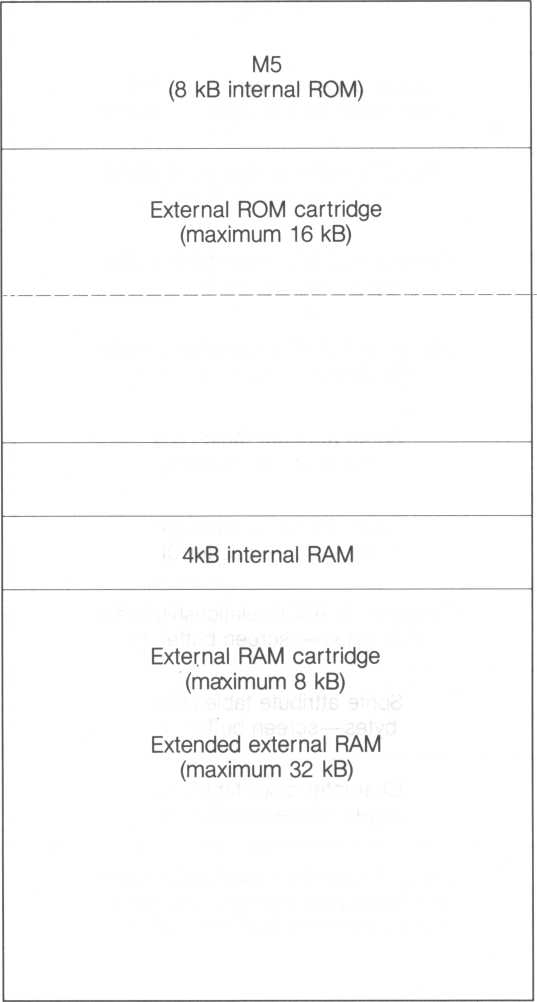 M5
(8 kB internal ROM)
External ROM cartridge
(maximum 16 kB)
4kB internal RAM
External RAM cartridge
(maximum 8 kB)
Extended external RAM
(maximum 32 kB)